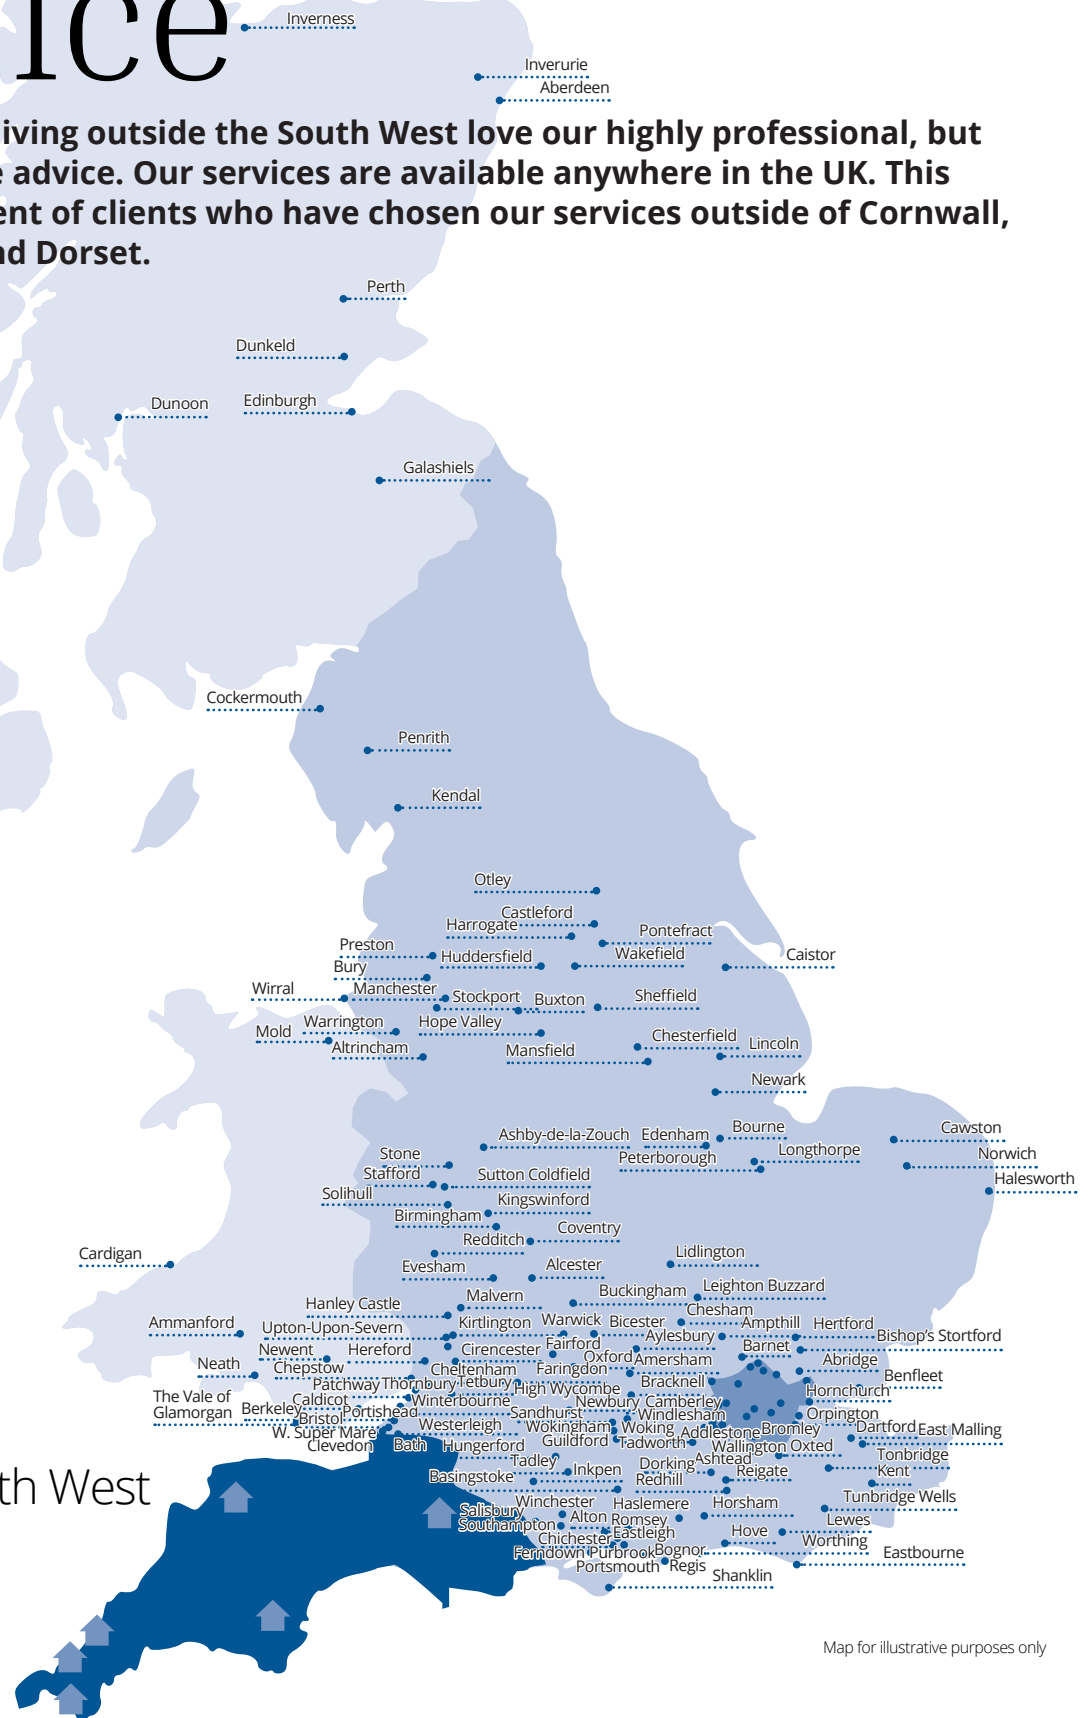 ice
Inverness
Inverurie
Aberdeen
iving outside the South West love our highly professional, but
e advice. Our services are available anywhere in the UK. This
ent of clients who have chosen our services outside of Cornwall,
nd Dorset.
Perth
Dunkeld
Dunoon
Edinburgh
Galashiels
Cockermouth
Penrith
Kendal
Otley
Castleford
Harrogate
Pontefract
Preston
Huddersfield
Wakefield
Caistor
Bury
Wirral
Manchester
Stockport
Buxton
Sheffield
Mold
Warrington
Hope Valley
Altrincham
Mansfield
Chesterfield
Lincoln
Newark
Ashby-de-la-Zouch
Edenham
Bourne
Cawston
Stone
Peterborough
Longthorpe
Norwich
Stafford
Sutton Coldfield
Halesworth
Solihull
Kingswinford
Birmingham
Coventry
Redditch
Cardigan
Evesham
Alcester
Lidlington
Malvern
Buckingham
Leighton Buzzard
Hanley Castle
Chesham
Ammanford
Upton-Upon-Severn
Kirtlington
Warwick
Bicester
Ampthill
Hertford
Aylesbury
Bishop's Stortford
Newent
Hereford
Cirencester
Fairford
Barnet
Neath
Chepstow
Cheltenham
Oxford
Amersham
Abridge
Faringdon
Benfleet
Patchway
Thornbury
Tetbury
High Wycombe
Bracknell
Hornchurch
The Vale of
Glamorgan
Caldicot
Winterbourne
Newbury
Camberley
Berkeley
Portishead
Sandhurst
Windlesham
Orpington
Bristol
Westerleigh
Wokingham
Woking
Addlestone
Bromley
Dartford
East Malling
W. Super Mare
Guildford
Tadworth
Wallington
Oxted
Clevedon
Bath
Hungerford
Tadley
Dorking
Ashtead
Tonbridge
Basingstoke
Inkpen
Redhill
Reigate
Kent
th West
Winchester
Haslemere
Horsham
Tunbridge Wells
Salisbury
Alton
Romsey
Lewes
Southampton
Eastleigh
Hove
Chichester
Worthing
Ferndown
Purbrook
Bognor
Regis
Eastbourne
Portsmouth
Shanklin
Map for illustrative purposes only